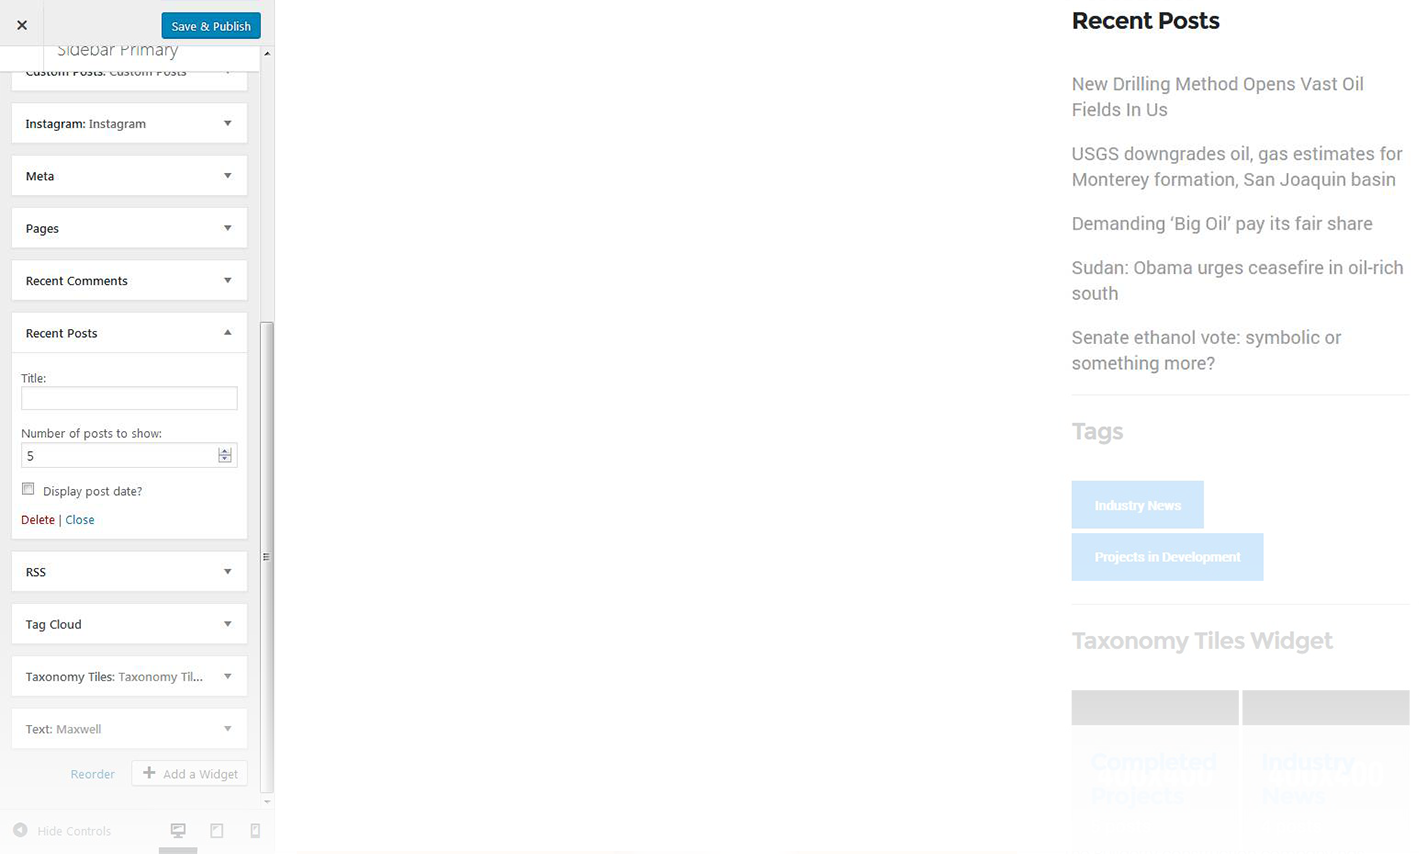 Save & Publish
Sidebar Primary
Custom Posts: Custom Posts
Instagram: Instagram
Meta
Pages
Recent Comments
Recent Posts
Title:
Number of posts to show:
5
Display post date?
Delete | Close
RSS
Tag Cloud
Taxonomy Tiles: Taxonomy Til...
Text: Maxwell
Reorder
Add a Widget
Hide Controls
Recent Posts
New Drilling Method Opens Vast Oil
Fields In Us
USGS downgrades oil, gas estimates for
Monterey formation, San Joaquin basin
Demanding ‘Big Oil’ pay its fair share
Sudan: Obama urges ceasefire in oil-rich
south
Senate ethanol vote: symbolic or
something more?
Tags
Industry News
Projects in Development
Taxonomy Tiles Widget
Completed
Projects
Industry
News